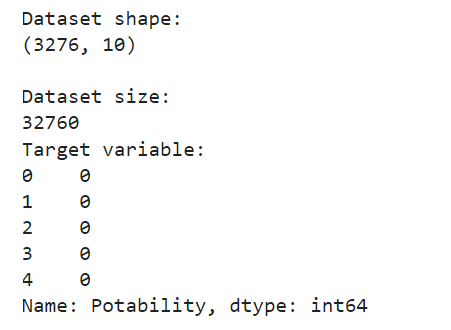 Dataset shape:
(3276, 10)

Dataset size:
32760
Target variable:
0    0
1    0
2    0
3    0
4    0
Name: Potability, dtype: int64